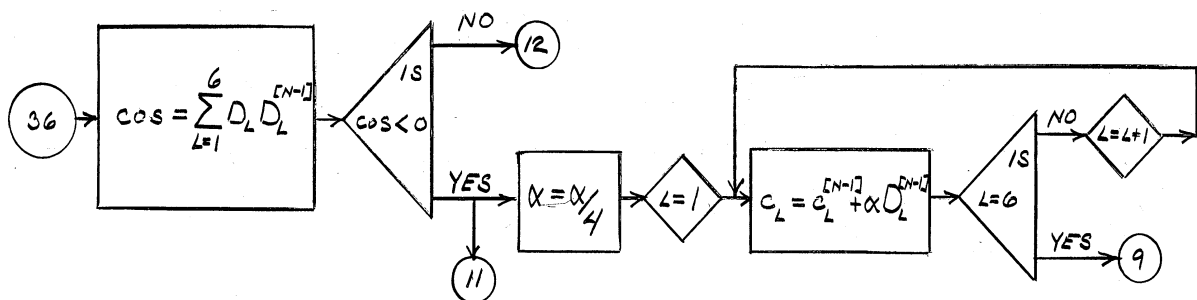 36
COS = ∑_{L=1}^{6} D_L D_L^{[N-1]}
IS
COS < 0
NO
12
YES
11
α = α/4
L = 1
C_L = C_L^{[N-1]} + α D_L^{[N-1]}
IS
L = 6
NO
L = L + 1
YES
9